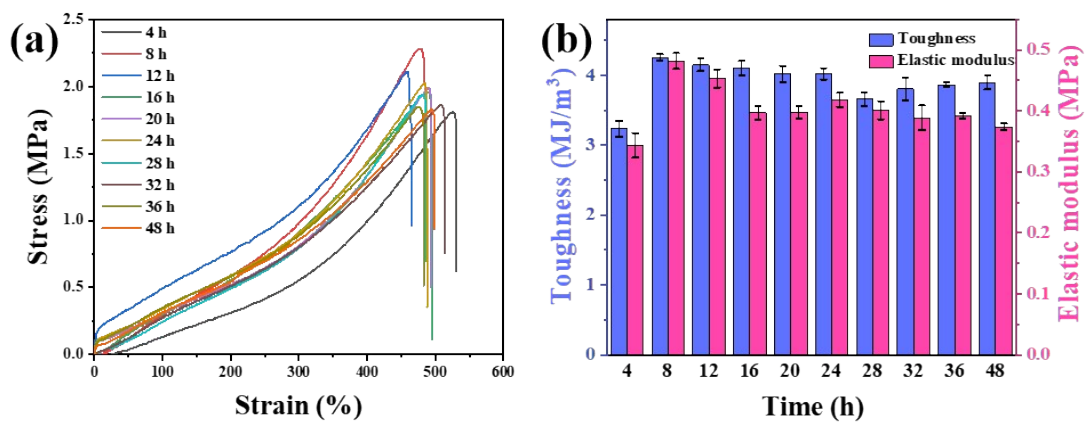 (a)
2.5
2.0
1.5
1.0
0.5
0.0
0
100
200
300
400
500
600
Stress (MPa)
Strain (%)
4 h
8 h
12 h
16 h
20 h
24 h
28 h
32 h
36 h
48 h
(b)
4
3
0
Toughness (MJ/m³)
Toughness
Elastic modulus
4
8
12
16
20
24
28
32
36
48
Time (h)
0.5
0.4
0.3
0.2
0.1
0.0
Elastic modulus (MPa)